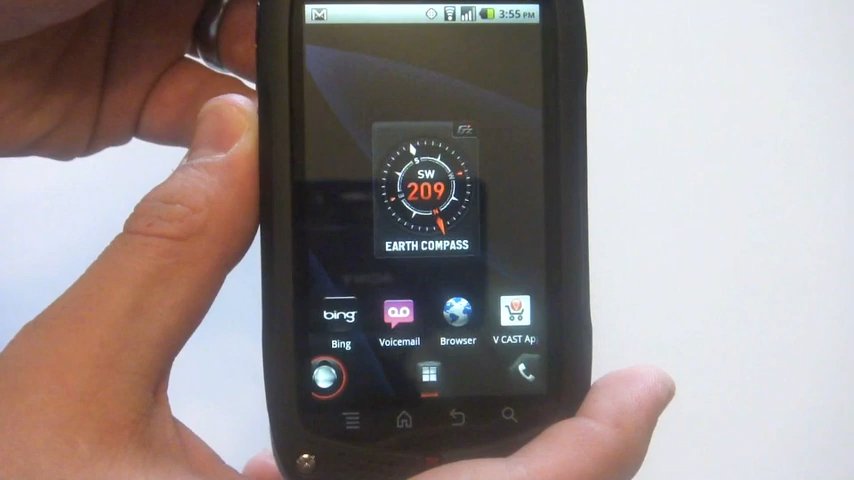 3:55 PM
S
W
SW
209
E
N
EARTH COMPASS
bing
Bing
Voicemail
Browser
V CAST Ap